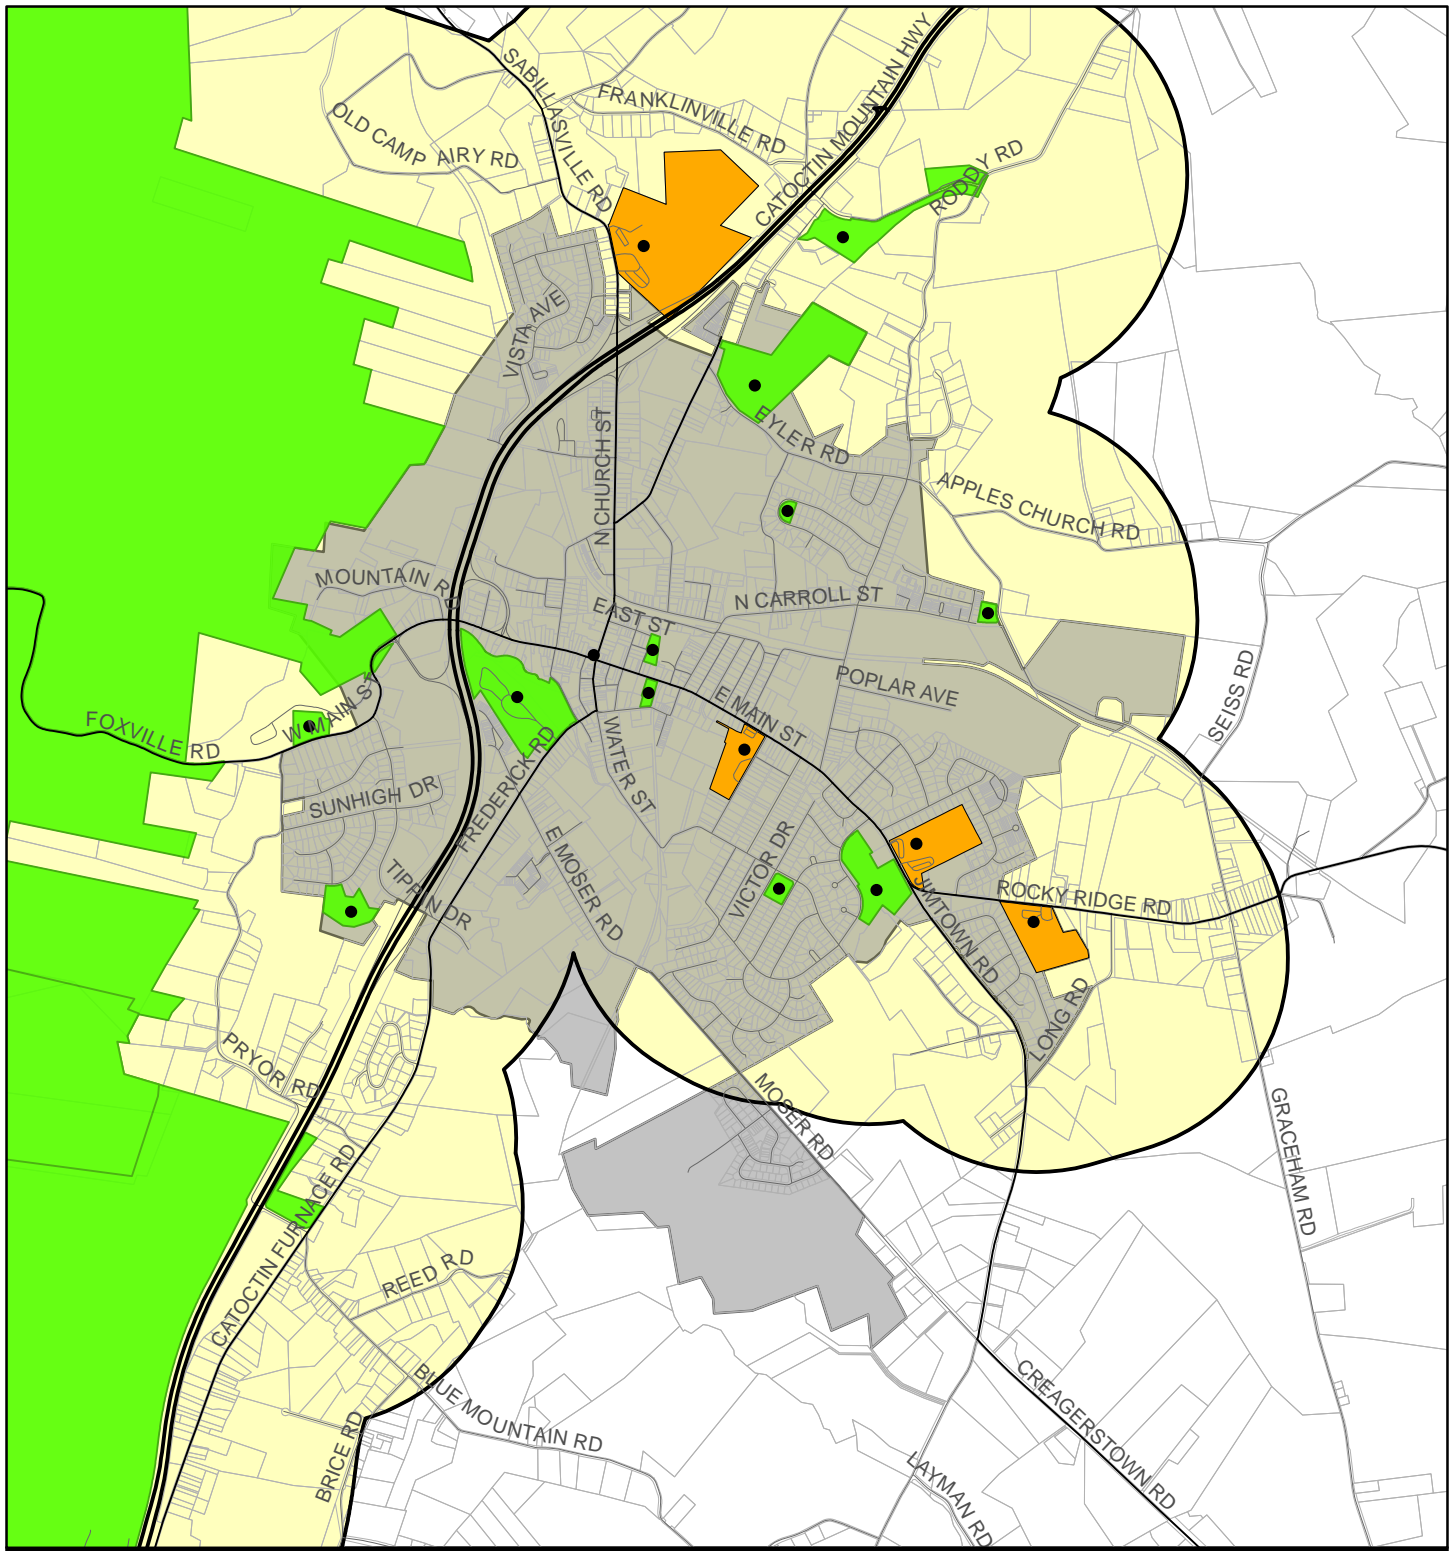 SABILLASVILLE RD
FRANKLINVILLE RD
CATOCTIN MOUNTAIN HWY
OLD CAMP AIRY RD
RODDY RD
VISTA AVE
EYLER RD
N CHURCH ST
APPLES CHURCH RD
MOUNTAIN RD
N CARROLL ST
EAST ST
POPLAR AVE
SEISS RD
W MAIN ST
E MAIN ST
FOXVILLE RD
WATER ST
FREDERICK RD
SUNHIGH DR
E MOSER RD
VICTOR DR
TIPPIN DR
JIMTOWN RD
ROCKY RIDGE RD
LONG RD
PRYOR RD
MOSER RD
GRACEHAM RD
CATOCTIN FURNACE RD
REED RD
BLUE MOUNTAIN RD
BRICE RD
CREAGERSTOWN RD
LAYMAN RD